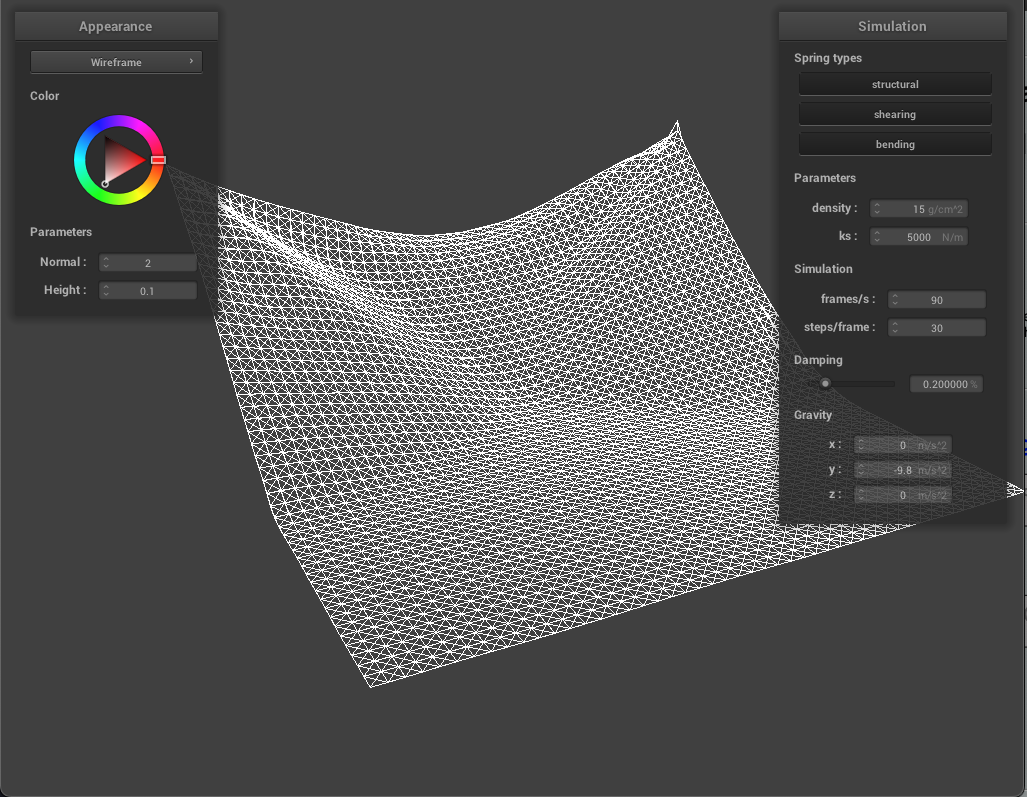 Appearance
Wireframe
Color
Parameters
Normal : 2
Height : 0.1
Simulation
Spring types
structural
shearing
bending
Parameters
density : 15 g/cm^2
ks : 5000 N/m
Simulation
frames/s : 90
steps/frame : 30
Damping
0.200000 %
Gravity
x : 0 m/s^2
y : -9.8 m/s^2
z : 0 m/s^2